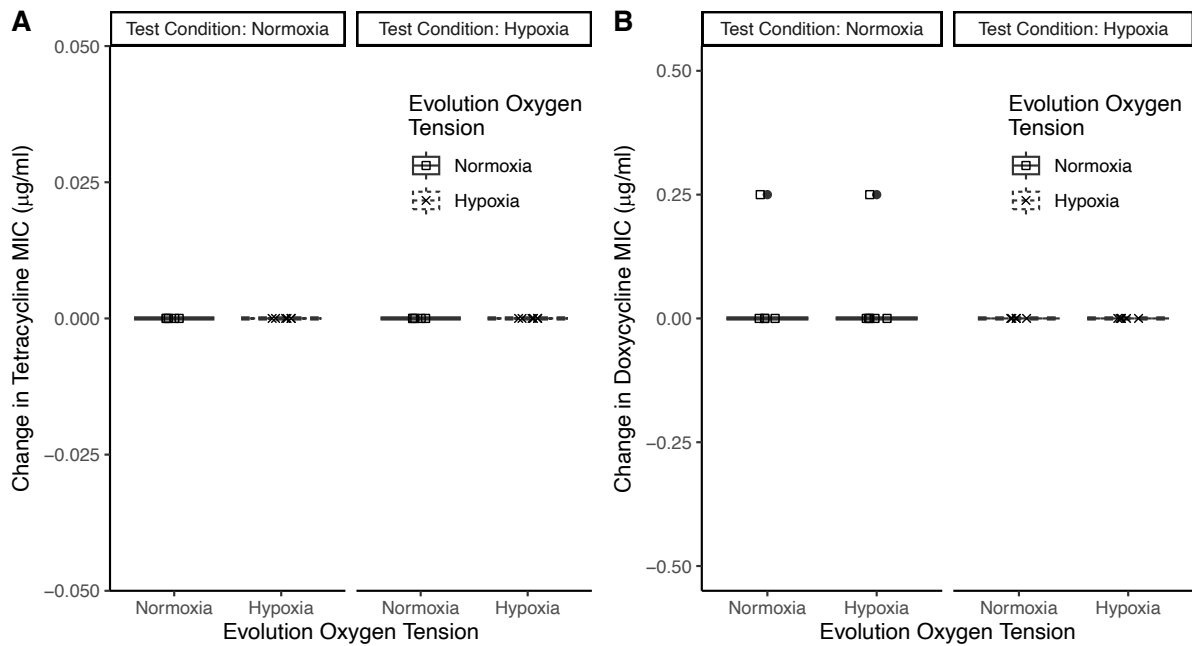 A
Test Condition: Normoxia
Test Condition: Hypoxia
0.050
0.025
0.000
−0.025
−0.050
Change in Tetracycline MIC (μg/ml)
Evolution Oxygen
Tension
Normoxia
Hypoxia
Normoxia
Hypoxia
Normoxia
Hypoxia
Evolution Oxygen Tension
B
Test Condition: Normoxia
Test Condition: Hypoxia
0.50
0.25
0.00
−0.25
−0.50
Change in Doxycycline MIC (μg/ml)
Evolution Oxygen
Tension
Normoxia
Hypoxia
Normoxia
Hypoxia
Normoxia
Hypoxia
Evolution Oxygen Tension